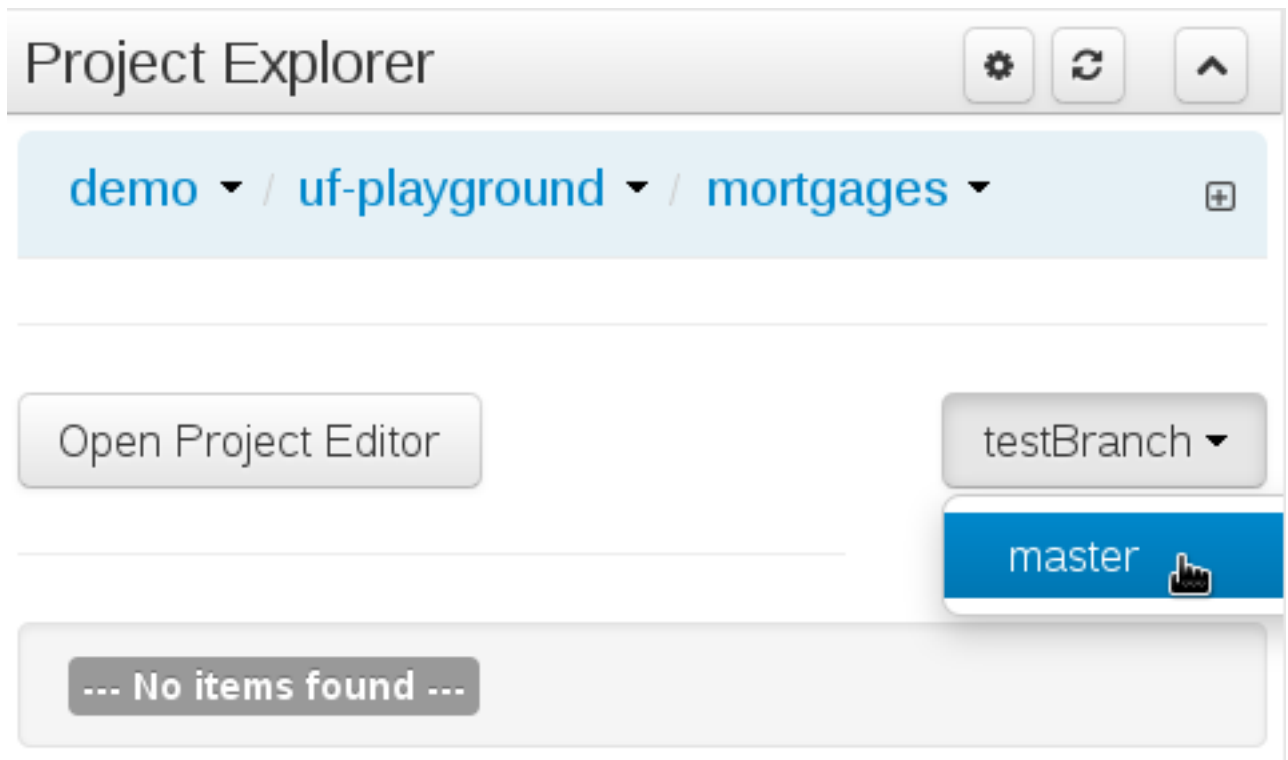 Project Explorer
demo / uf-playground / mortgages
Open Project Editor
testBranch
master
--- No items found ---